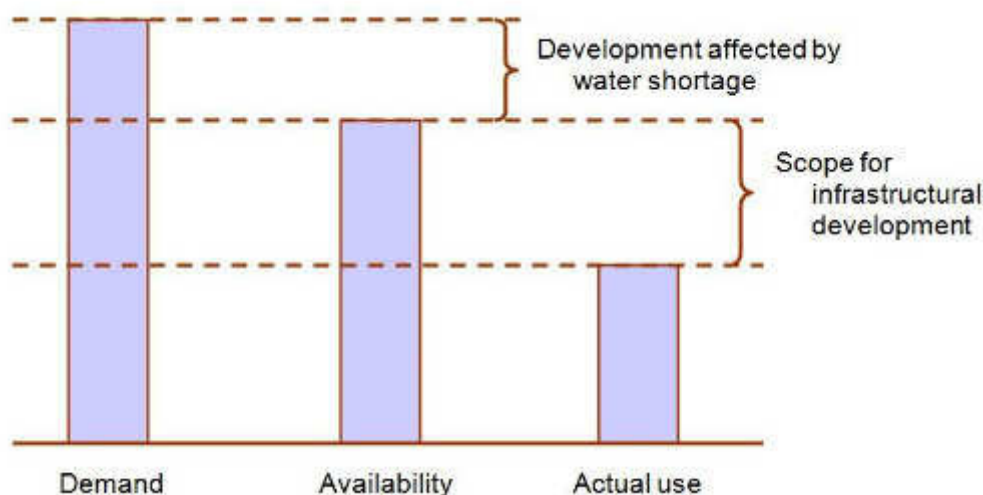 Development affected by
water shortage
Scope for
infrastructural
development
Demand
Availability
Actual use